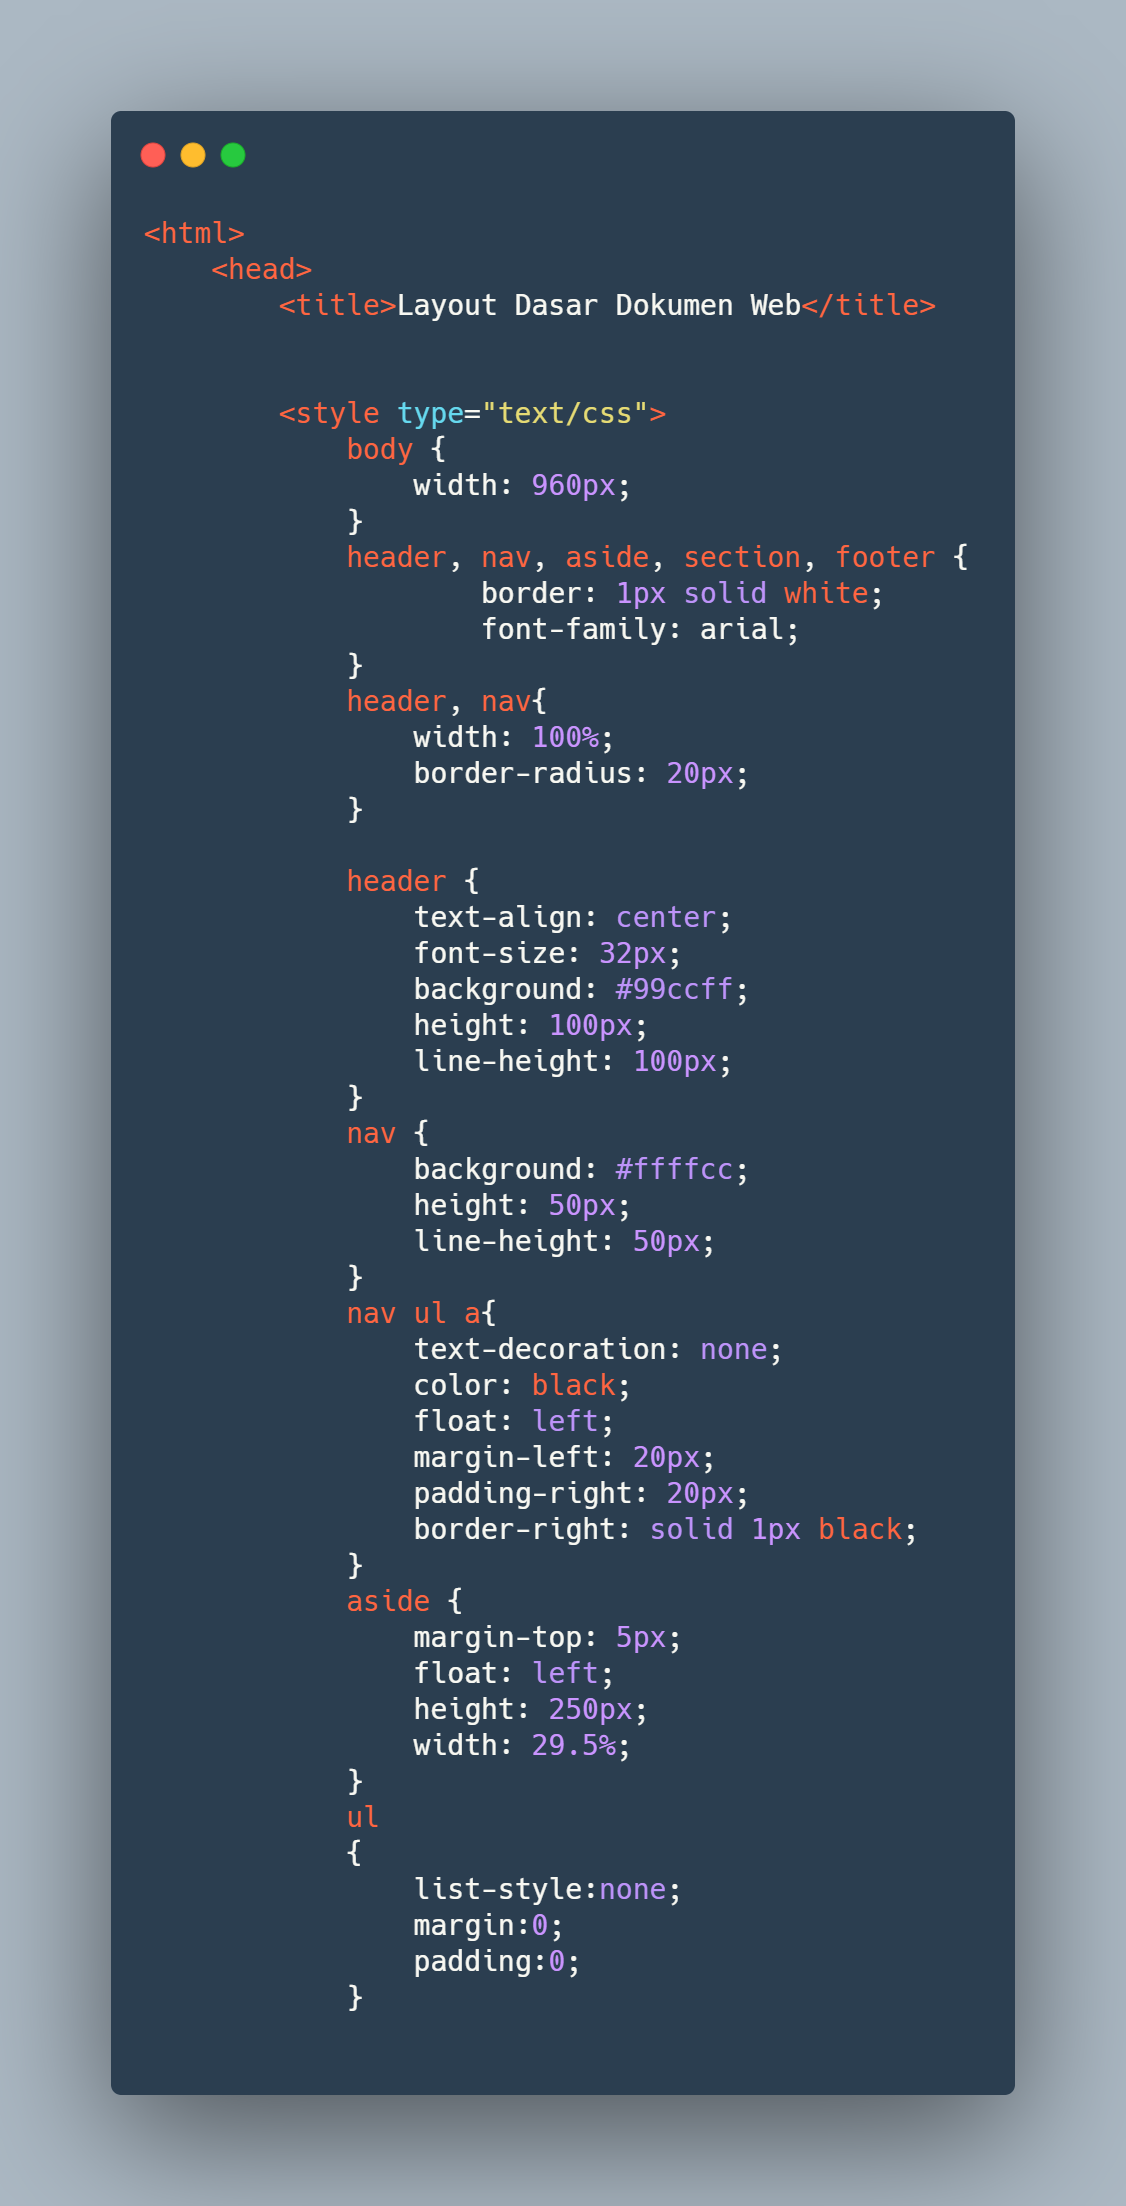 <html>
    <head>
        <title>Layout Dasar Dokumen Web</title>


        <style type="text/css">
            body {
                width: 960px;
            }
            header, nav, aside, section, footer {
                    border: 1px solid white;
                    font-family: arial;
            }
            header, nav{
                width: 100%;
                border-radius: 20px;
            }

            header {
                text-align: center;
                font-size: 32px;
                background: #99ccff;
                height: 100px;
                line-height: 100px;
            }
            nav {
                background: #ffffcc;
                height: 50px;
                line-height: 50px;
            }
            nav ul a{
                text-decoration: none;
                color: black;
                float: left;
                margin-left: 20px;
                padding-right: 20px;
                border-right: solid 1px black;
            }
            aside {
                margin-top: 5px;
                float: left;
                height: 250px;
                width: 29.5%;
            }
            ul
            {
                list-style:none;
                margin:0;
                padding:0;
            }